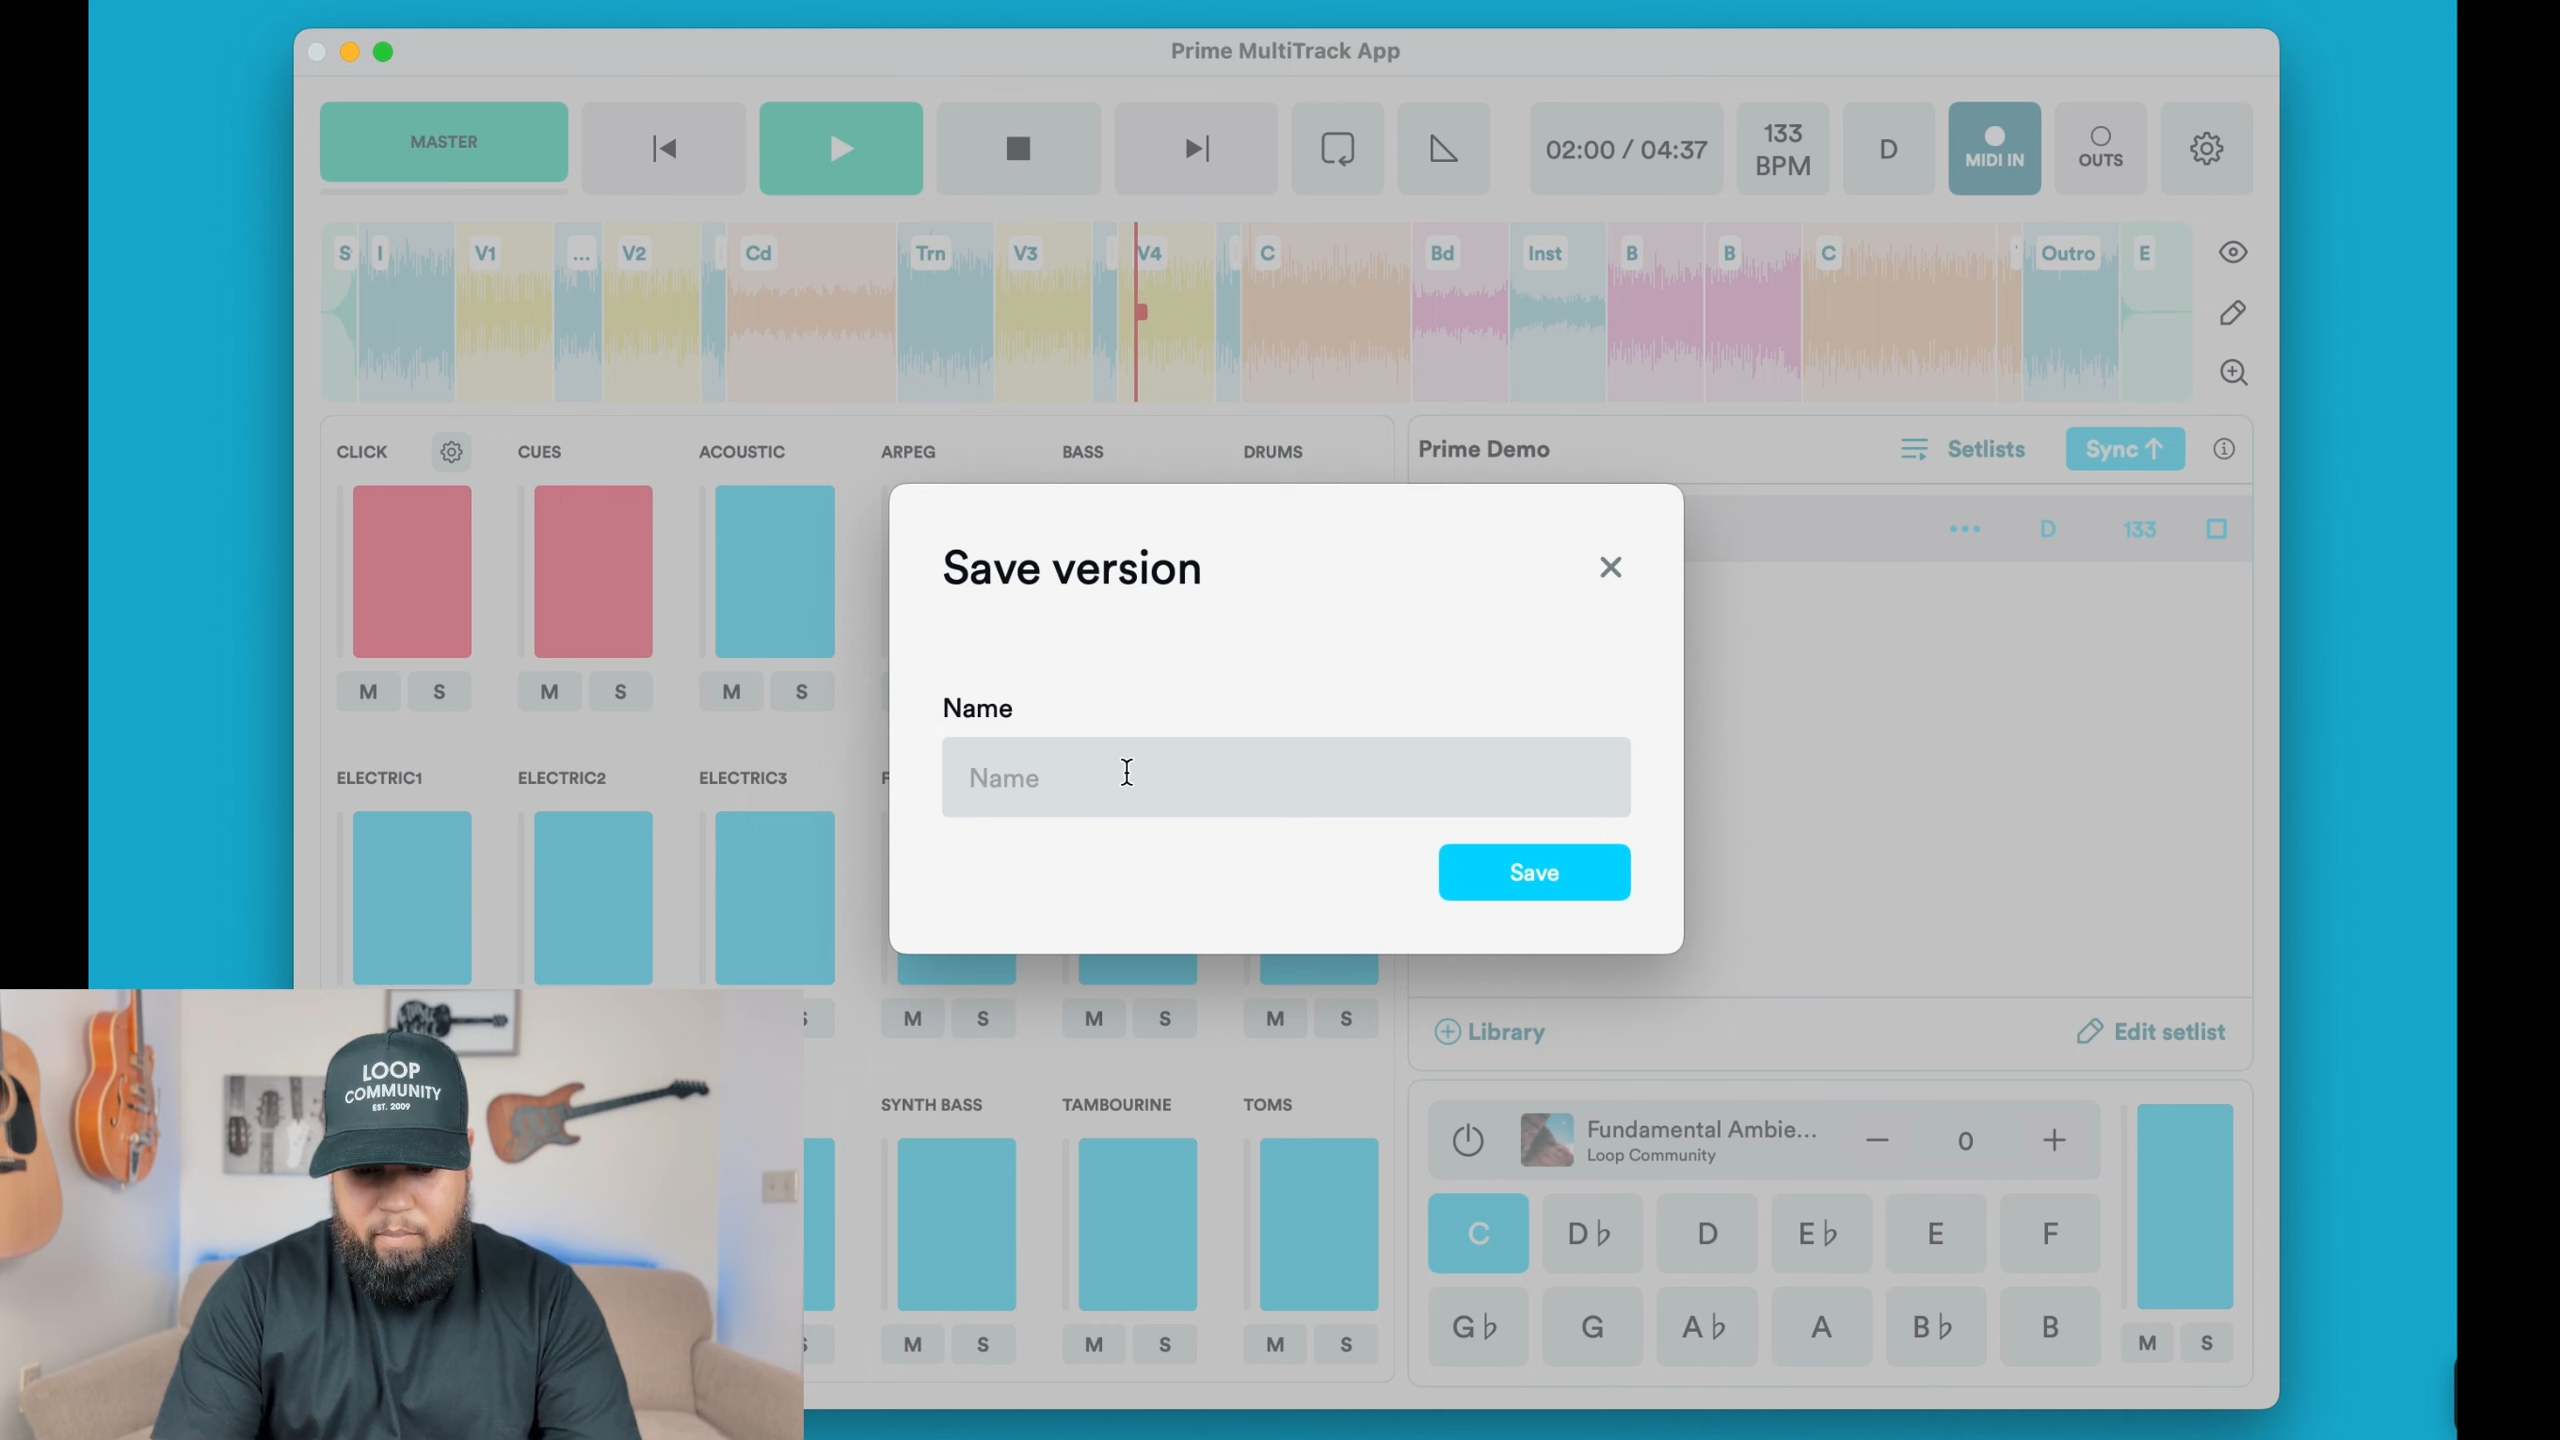 Prime MultiTrack App
MASTER
02:00 / 04:37
133
BPM
D
MIDI IN
OUTS
S
I
V1
...
V2
Cd
Trn
V3
V4
C
Bd
Inst
B
B
C
Outro
E
CLICK
CUES
ACOUSTIC
ARPEG
BASS
DRUMS
M S
M S
M S
ELECTRIC1
ELECTRIC2
ELECTRIC3
M S
M S
M S
SYNTH BASS
TAMBOURINE
TOMS
M S
M S
M S
Prime Demo
Setlists
Sync
D
133
Save version
Name
Name
Save
Library
Edit setlist
Fundamental Ambie...
Loop Community
0
C D♭ D E♭ E F
G♭ G A♭ A B♭ B
M S
LOOP
COMMUNITY
EST. 2009